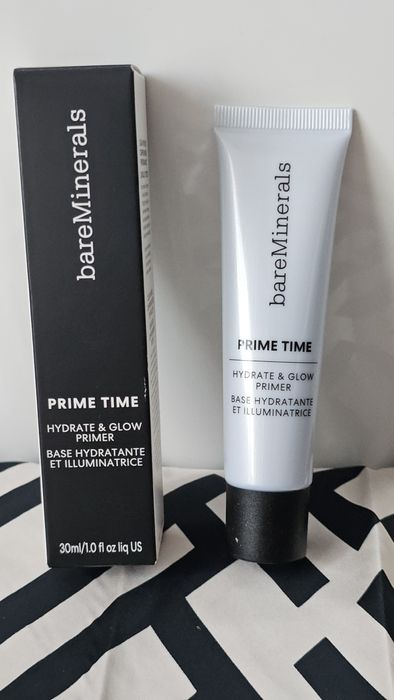 bareMinerals
PRIME TIME
HYDRATE & GLOW
PRIMER
BASE HYDRATANTE
ET ILLUMINATRICE
30ml/1.0 fl oz liq US
bareMinerals
PRIME TIME
HYDRATE & GLOW
PRIMER
BASE HYDRATANTE
ET ILLUMINATRICE